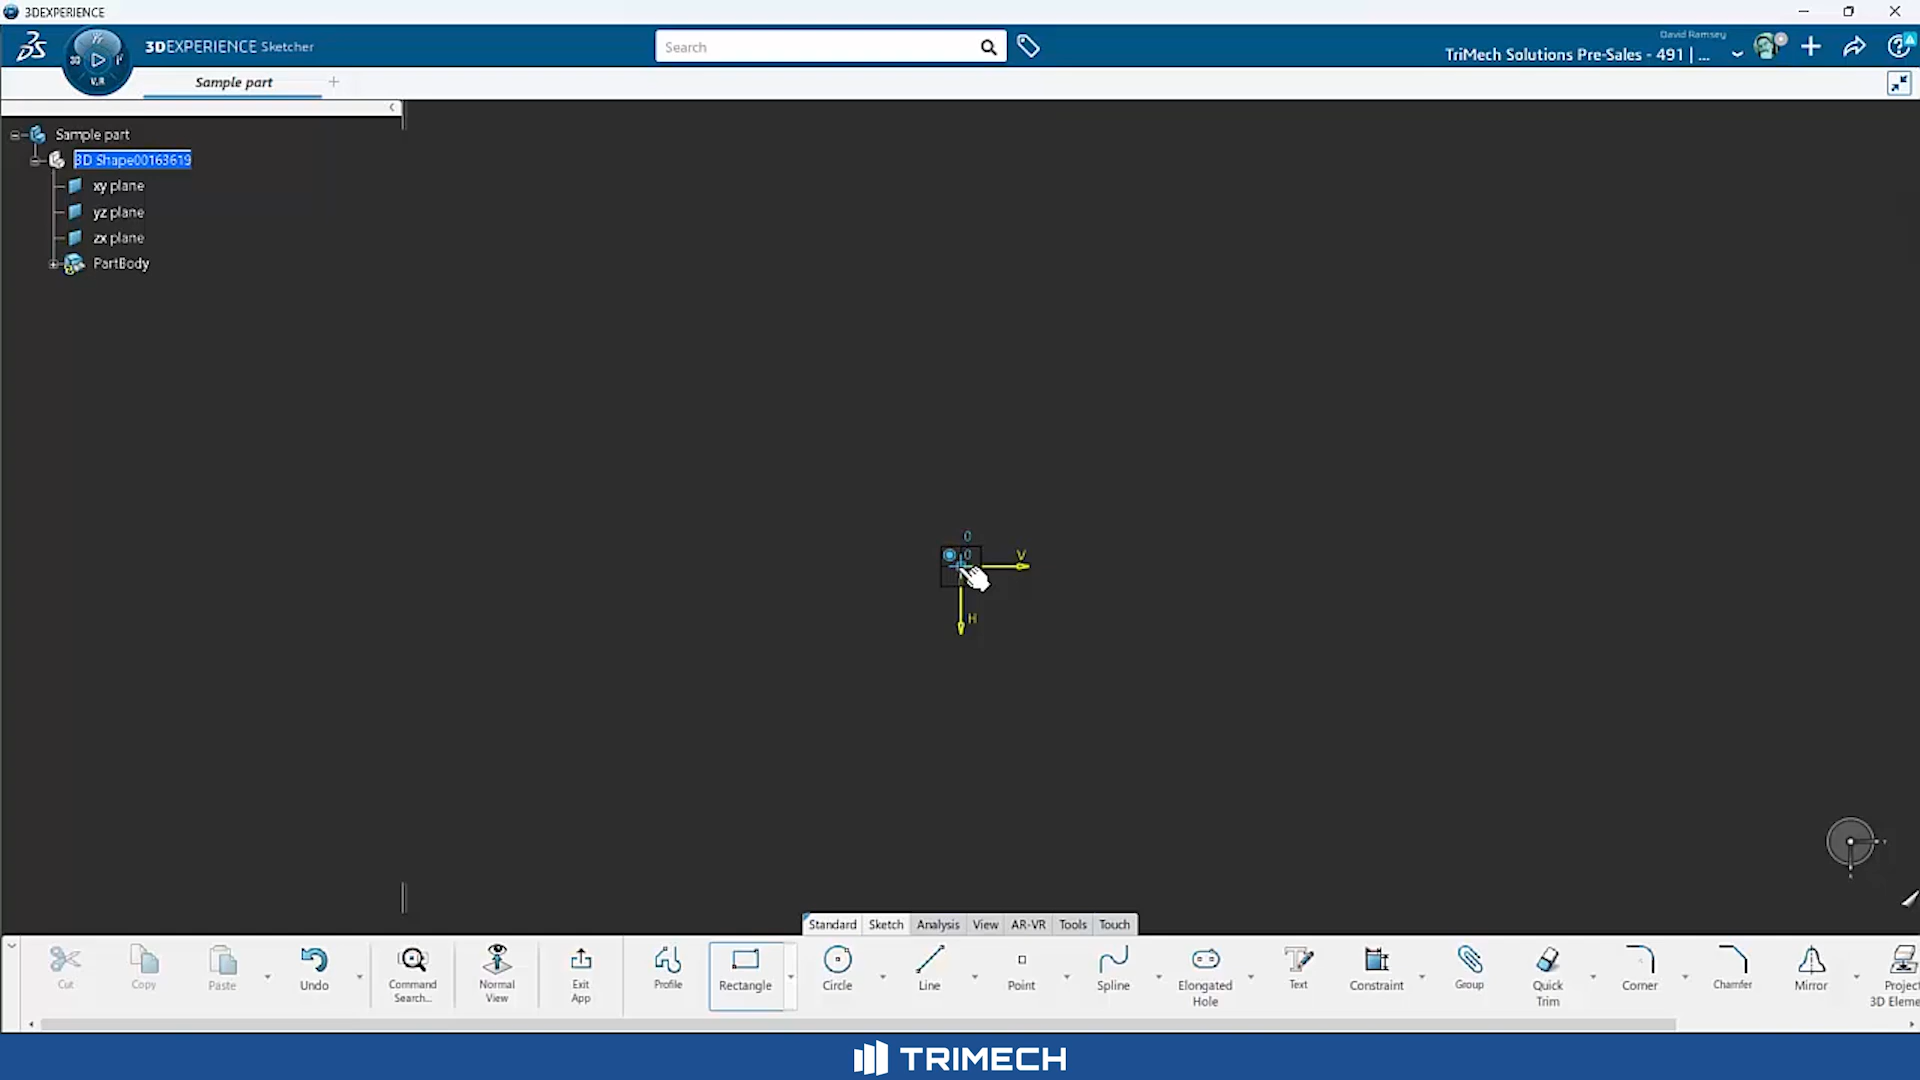 3DEXPERIENCE
3DEXPERIENCE Sketcher
Search
David Ramsey
TriMech Solutions Pre-Sales - 491 | ...
3D
V.R
Sample part
Sample part
3D Shape00163619
xy plane
yz plane
zx plane
PartBody
0
0
V
H
Standard
Sketch
Analysis
View
AR-VR
Tools
Touch
Cut
Copy
Paste
Undo
Command
Search...
Normal
View
Exit
App
Profile
Rectangle
Circle
Line
Point
Spline
Elongated
Hole
Text
Constraint
Group
Quick
Trim
Corner
Chamfer
Mirror
Project
3D Eleme
TRIMECH